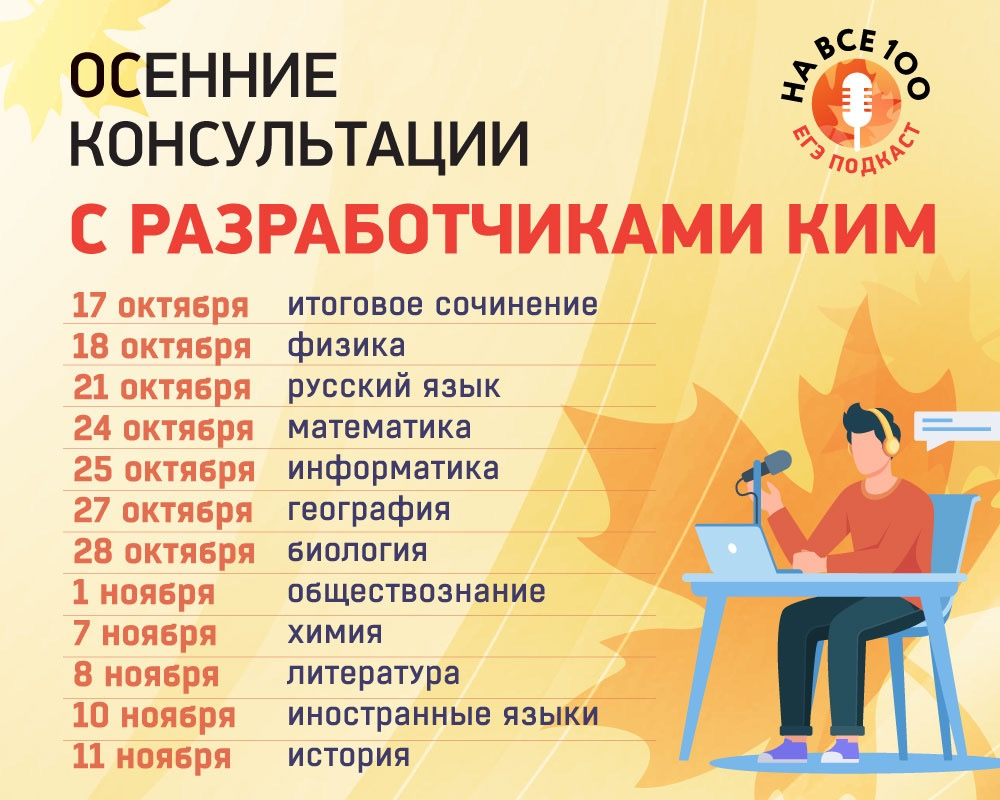 ОСЕННИЕ
КОНСУЛЬТАЦИИ
С РАЗРАБОТЧИКАМИ КИМ
НА ВСЕ 100
ЕГЭ ПОДКАСТ
17 октября итоговое сочинение
18 октября физика
21 октября русский язык
24 октября математика
25 октября информатика
27 октября география
28 октября биология
1 ноября обществознание
7 ноября химия
8 ноября литература
10 ноября иностранные языки
11 ноября история